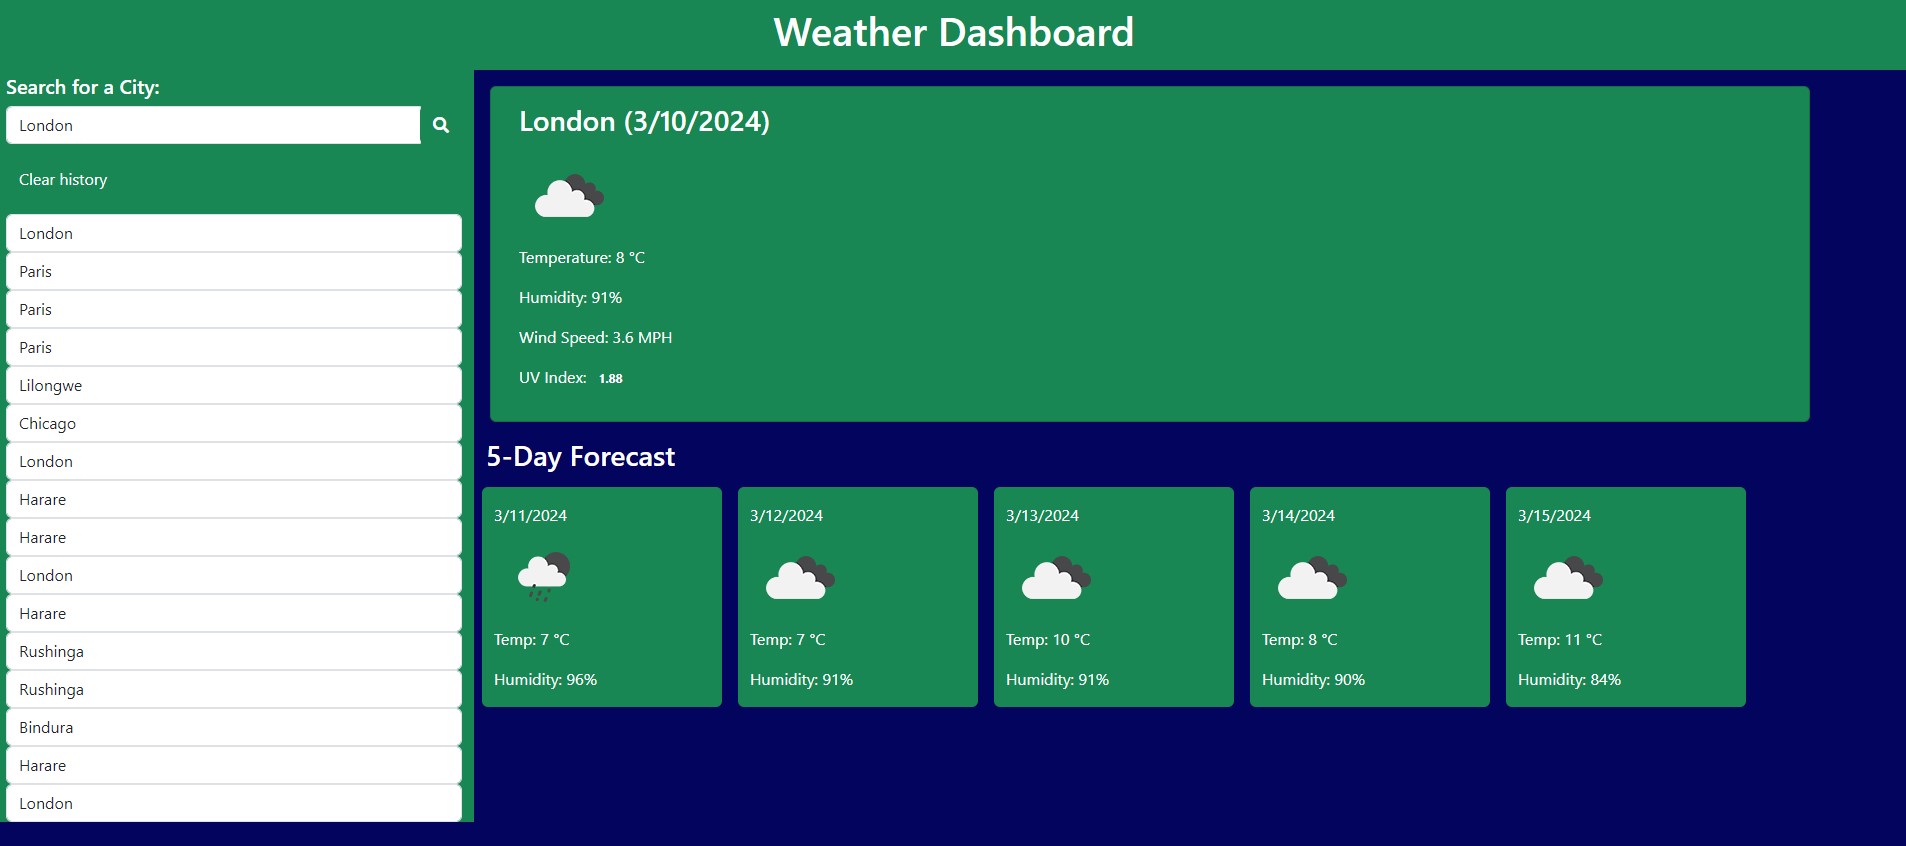 Weather Dashboard
Search for a City:
London
Clear history
London
Paris
Paris
Paris
Lilongwe
Chicago
London
Harare
Harare
London
Harare
Rushinga
Rushinga
Bindura
Harare
London
London (3/10/2024)
Temperature: 8 °C
Humidity: 91%
Wind Speed: 3.6 MPH
UV Index: 1.88
5-Day Forecast
3/11/2024
Temp: 7 °C
Humidity: 96%
3/12/2024
Temp: 7 °C
Humidity: 91%
3/13/2024
Temp: 10 °C
Humidity: 91%
3/14/2024
Temp: 8 °C
Humidity: 90%
3/15/2024
Temp: 11 °C
Humidity: 84%